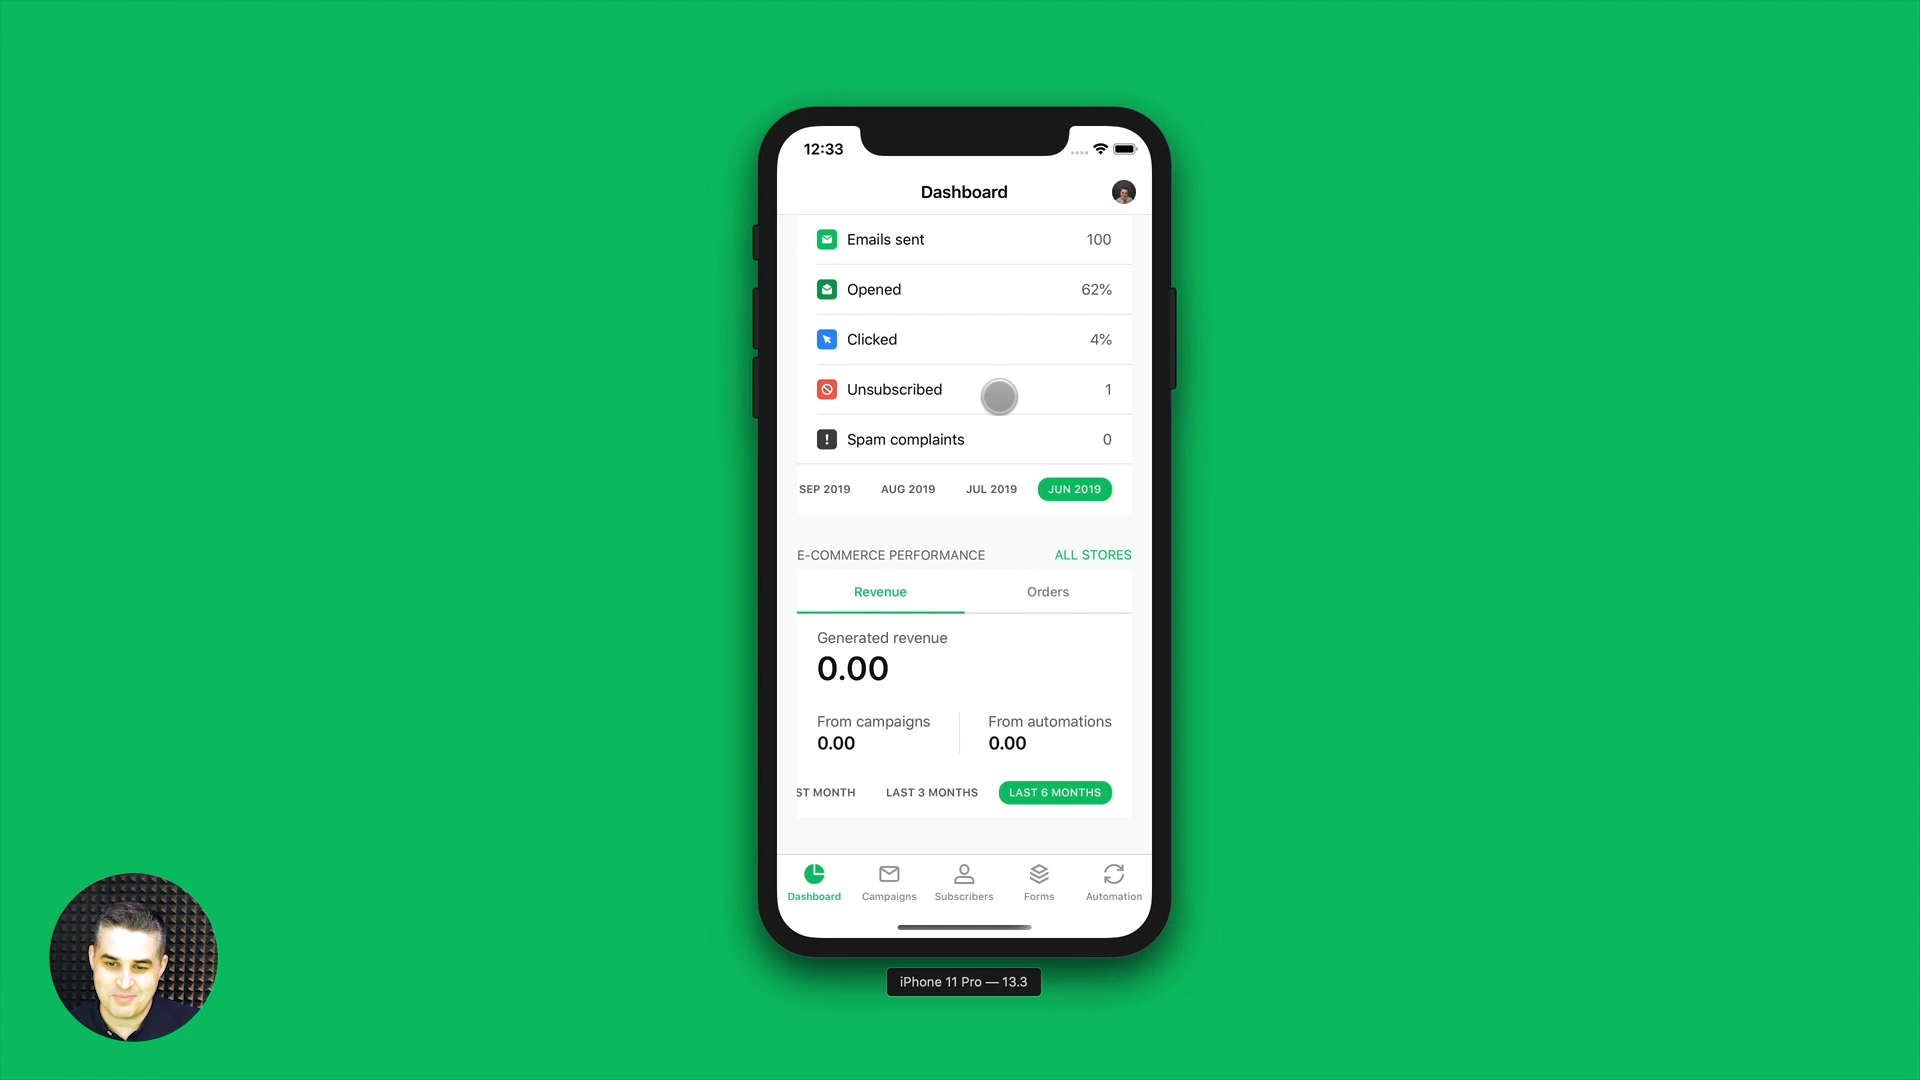 12:33
Dashboard
Emails sent 100
Opened 62%
Clicked 4%
Unsubscribed 1
Spam complaints 0
SEP 2019 AUG 2019 JUL 2019 JUN 2019
E-COMMERCE PERFORMANCE ALL STORES
Revenue Orders
Generated revenue
0.00
From campaigns From automations
0.00 0.00
ST MONTH LAST 3 MONTHS LAST 6 MONTHS
Dashboard Campaigns Subscribers Forms Automation
iPhone 11 Pro — 13.3